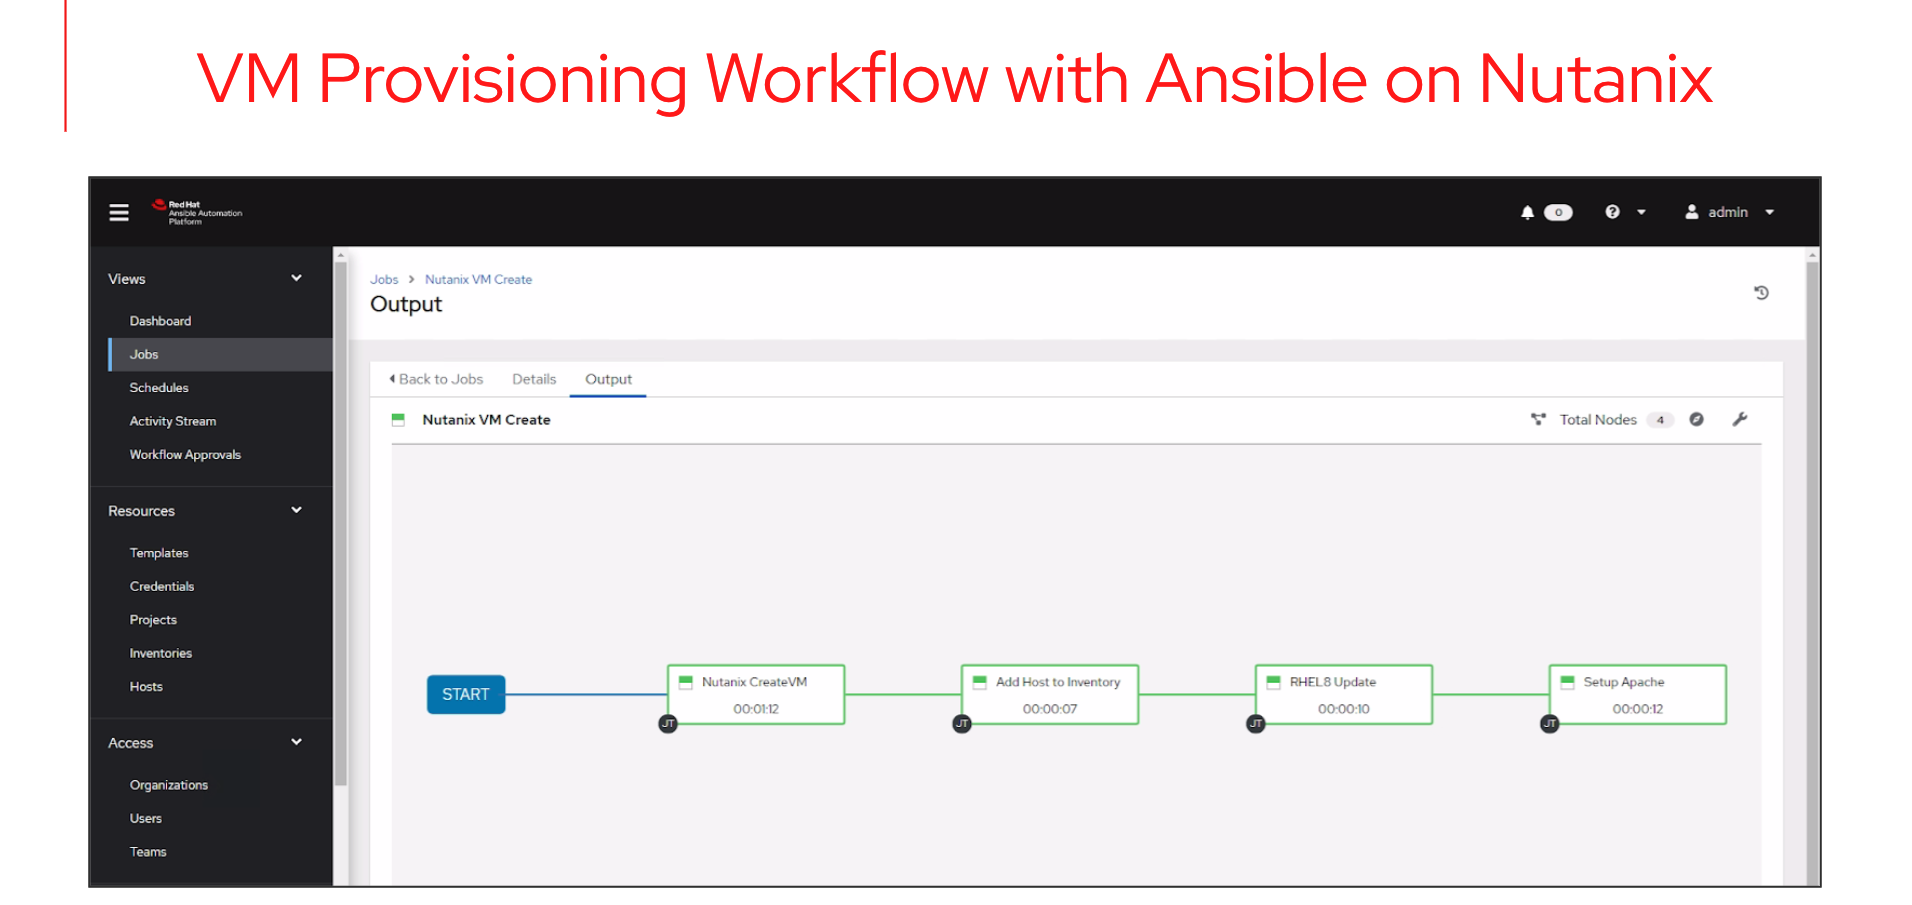 VM Provisioning Workflow with Ansible on Nutanix
Red Hat
Ansible Automation
Platform
0
admin
Views
Dashboard
Jobs
Schedules
Activity Stream
Workflow Approvals
Resources
Templates
Credentials
Projects
Inventories
Hosts
Access
Organizations
Users
Teams
Jobs > Nutanix VM Create
Output
Back to Jobs Details Output
Nutanix VM Create
Total Nodes 4
START
Nutanix CreateVM
00:01:12
JT
Add Host to Inventory
00:00:07
JT
RHEL8 Update
00:00:10
JT
Setup Apache
00:00:12
JT